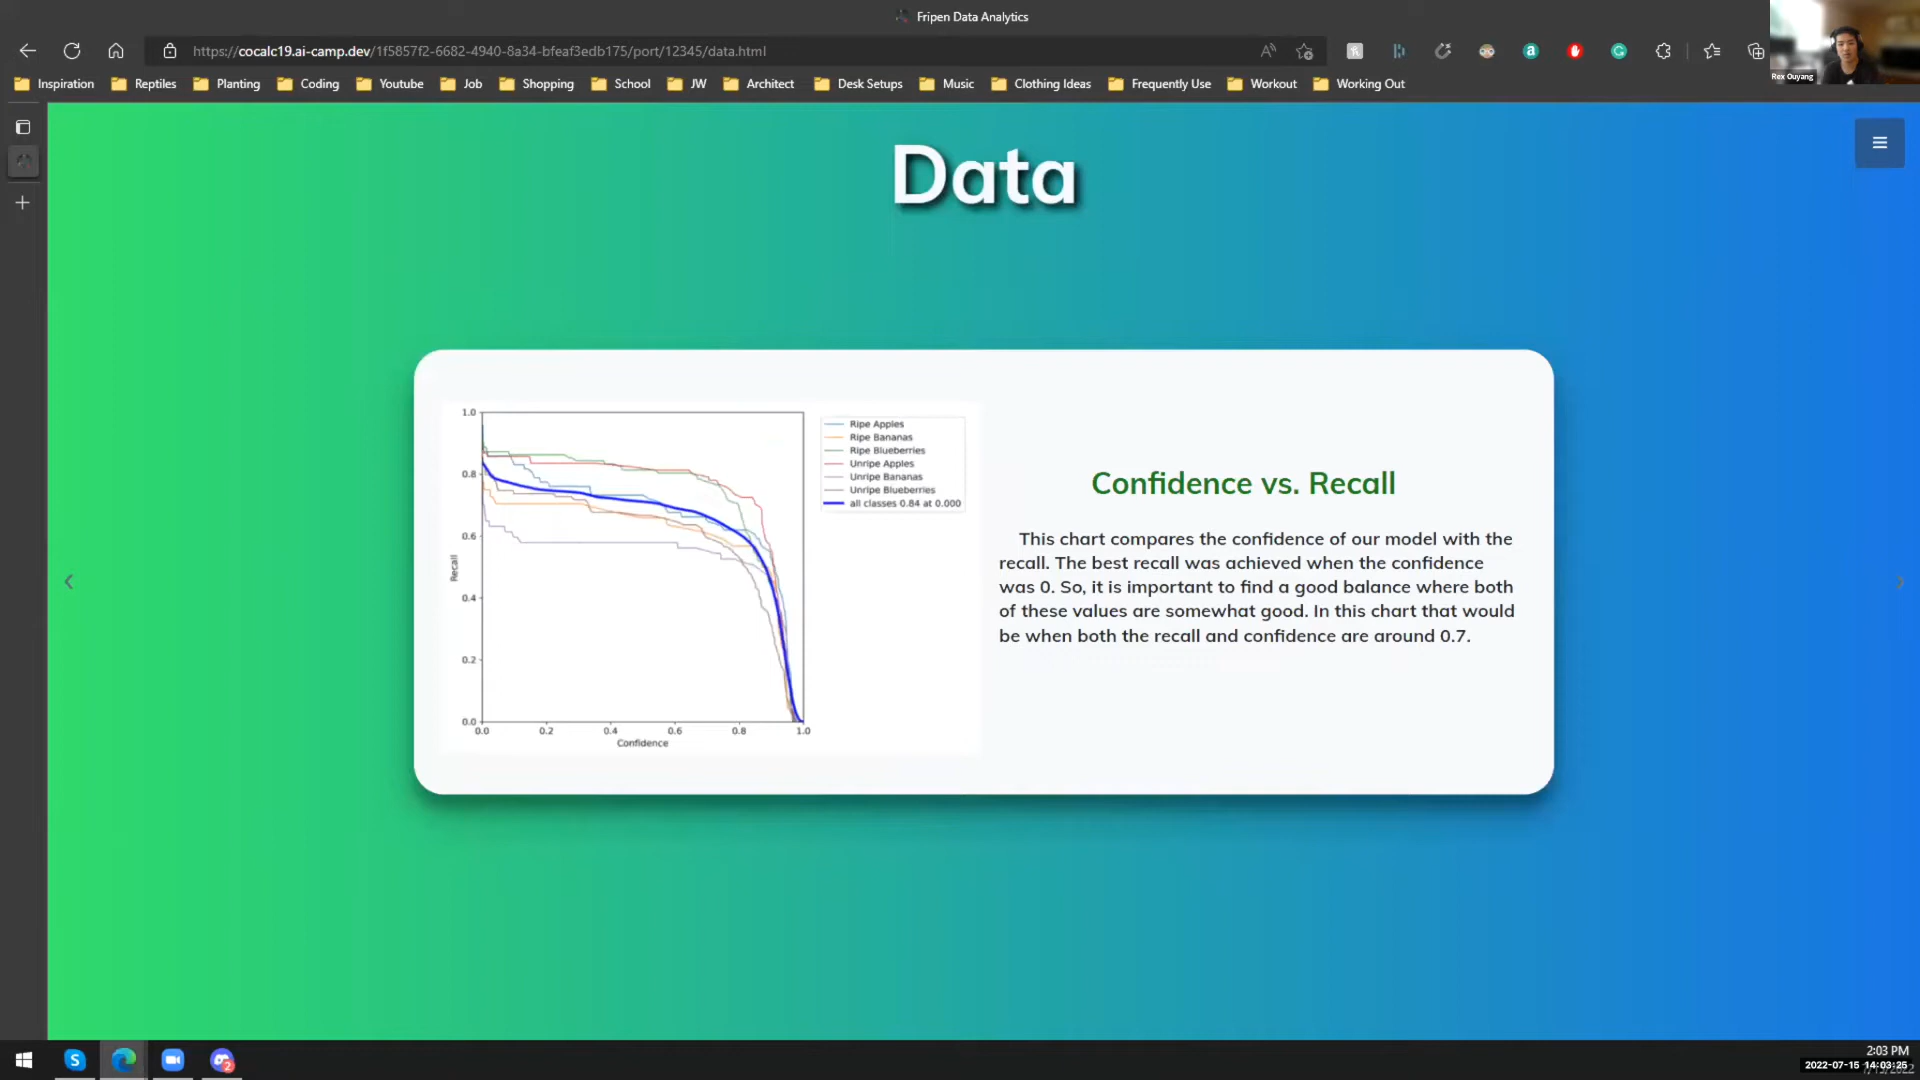 Fripen Data Analytics
https://cocalc19.ai-camp.dev/1f5857f2-6682-4940-8a34-bfeaf3edb175/port/12345/data.html
Rex Ouyang
Inspiration Reptiles Planting Coding Youtube Job Shopping School JW Architect Desk Setups Music Clothing Ideas Frequently Use Workout Working Out
Data
1.0
0.8
0.6
0.4
0.2
0.0
Recall
0.0 0.2 0.4 0.6 0.8 1.0
Confidence
Ripe Apples
Ripe Bananas
Ripe Blueberries
Unripe Apples
Unripe Bananas
Unripe Blueberries
all classes 0.84 at 0.000
Confidence vs. Recall
This chart compares the confidence of our model with the
recall. The best recall was achieved when the confidence
was 0. So, it is important to find a good balance where both
of these values are somewhat good. In this chart that would
be when both the recall and confidence are around 0.7.
2:03 PM
2022-07-15 14:03:25